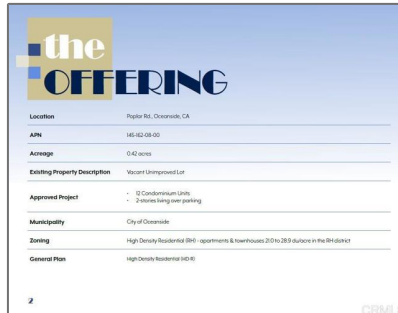 the
OFFERING
Location Poplar Rd., Oceanside, CA
APN 145-162-08-00
Acreage 0.42 acres
Existing Property Description Vacant Unimproved Lot
Approved Project
• 12 Condominium Units
• 2-stories living over parking
Municipality City of Oceanside
Zoning High Density Residential (RH) - apartments & townhouses 21.0 to 28.9 du/acre in the RH district
General Plan High Density Residential (HD-R)
2
CRMLS